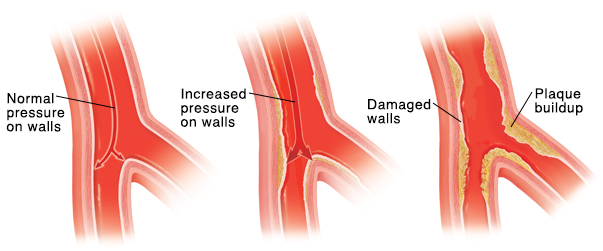 Normal
pressure
on walls
Increased
pressure
on walls
Damaged
walls
Plaque
buildup